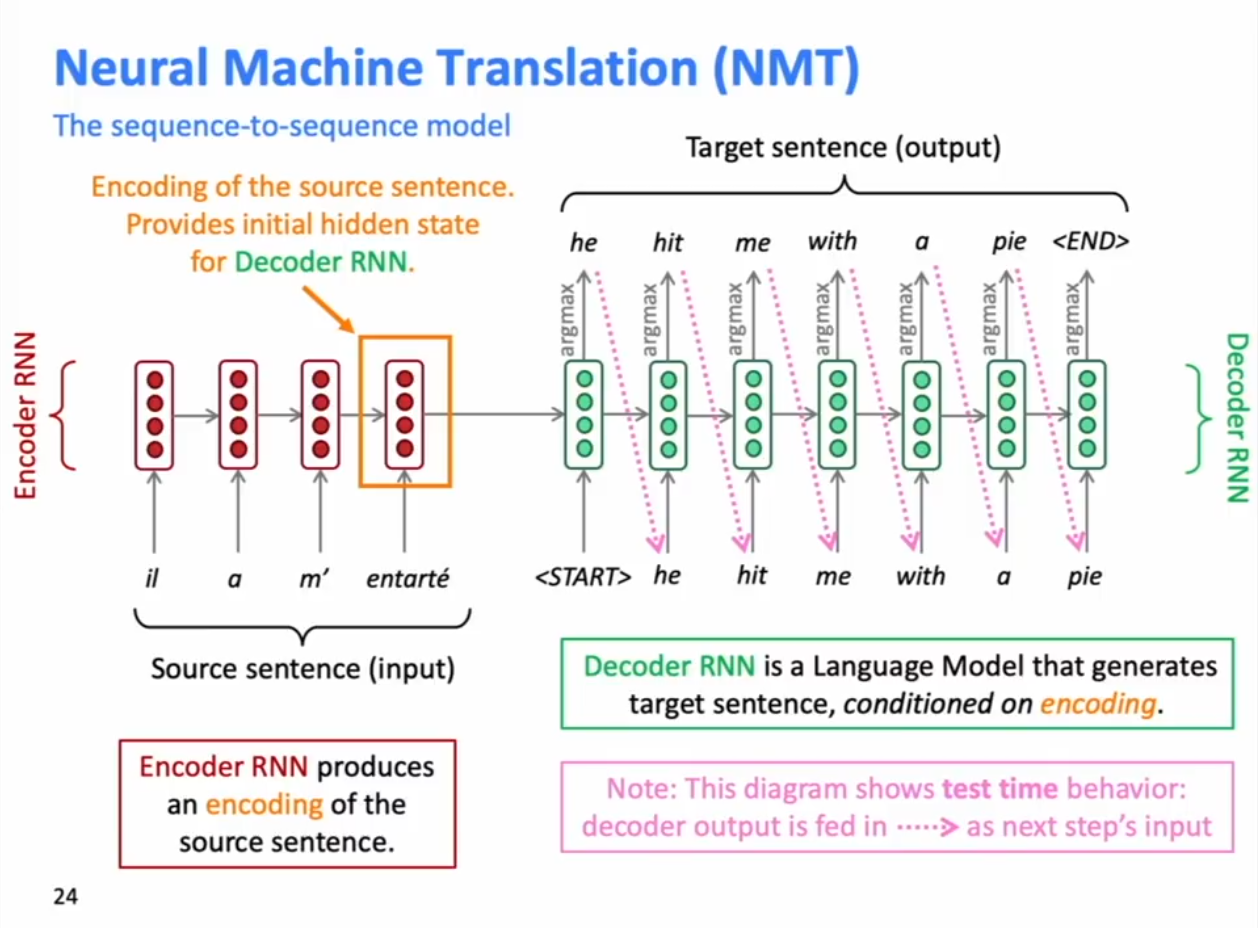 Neural Machine Translation (NMT)
The sequence-to-sequence model
Target sentence (output)
Encoding of the source sentence.
Provides initial hidden state
for Decoder RNN.
he hit me with a pie <END>
argmax argmax argmax argmax argmax argmax argmax
Encoder RNN
Decoder RNN
il a m’ entarté
<START> he hit me with a pie
Source sentence (input)
Decoder RNN is a Language Model that generates
target sentence, conditioned on encoding.
Encoder RNN produces
an encoding of the
source sentence.
Note: This diagram shows test time behavior:
decoder output is fed in ·····> as next step’s input
24